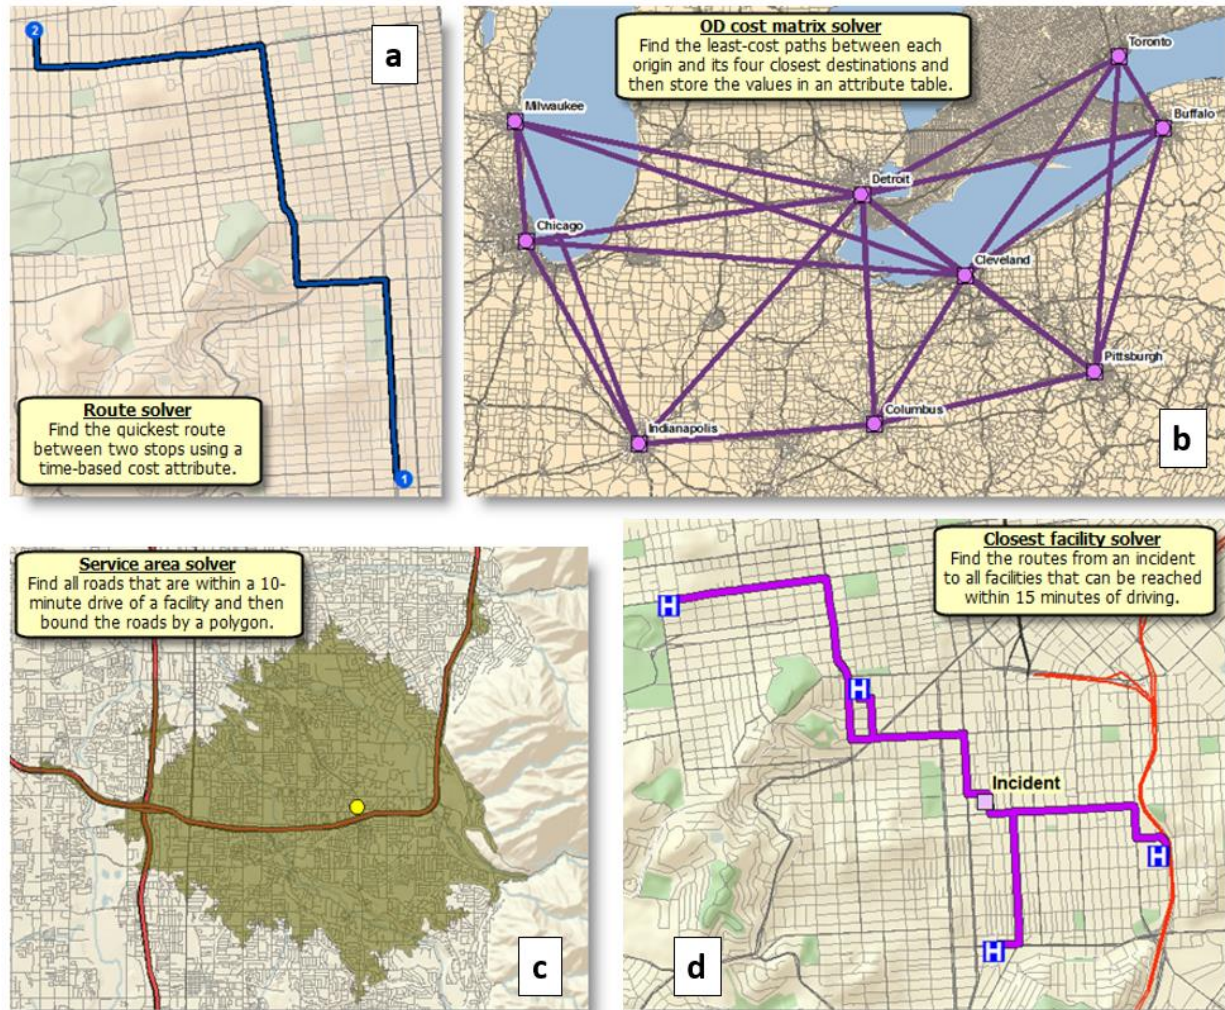 2
a
Route solver
Find the quickest route
between two stops using a
time-based cost attribute.
1
OD cost matrix solver
Find the least-cost paths between each
origin and its four closest destinations and
then store the values in an attribute table.
Toronto
Milwaukee
Buffalo
Detroit
Chicago
Cleveland
Pittsburgh
Columbus
Indianapolis
b
Service area solver
Find all roads that are within a 10-
minute drive of a facility and then
bound the roads by a polygon.
c
Closest facility solver
Find the routes from an incident
to all facilities that can be reached
within 15 minutes of driving.
H
H
Incident
H
H
d